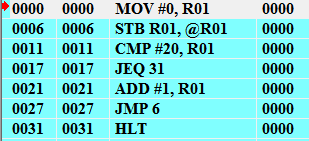 0000 0000 MOV #0, R01 0000
0006 0006 STB R01, @R01 0000
0011 0011 CMP #20, R01 0000
0017 0017 JEQ 31 0000
0021 0021 ADD #1, R01 0000
0027 0027 JMP 6 0000
0031 0031 HLT 0000